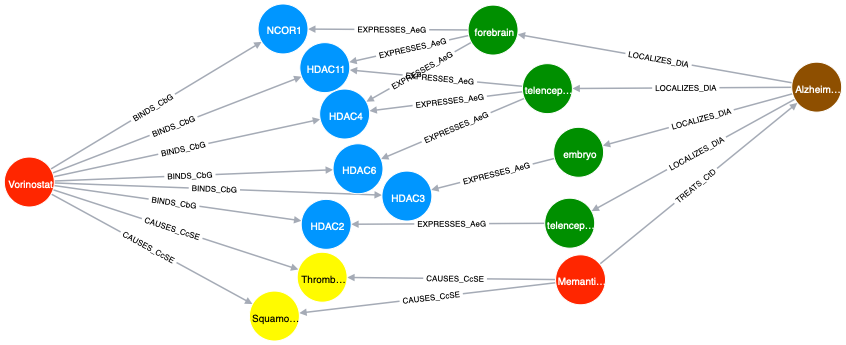 NCOR1
EXPRESSES_AeG
forebrain
HDAC11
EXPRESSES_AeG
EXPRESSES_AeG
LOCALIZES_DIA
EXPRESSES_AeG
telencep...
LOCALIZES_DIA
Alzheim...
BINDS_CbG
HDAC4
EXPRESSES_AeG
BINDS_CbG
EXPRESSES_AeG
LOCALIZES_DIA
BINDS_CbG
embryo
LOCALIZES_DIA
HDAC6
BINDS_CbG
EXPRESSES_AeG
Vorinostat
BINDS_CbG
HDAC3
TREATS_CtD
BINDS_CbG
HDAC2
EXPRESSES_AeG
telencep...
CAUSES_CcSE
CAUSES_CcSE
Thromb...
CAUSES_CcSE
Memanti...
CAUSES_CcSE
Squamo...